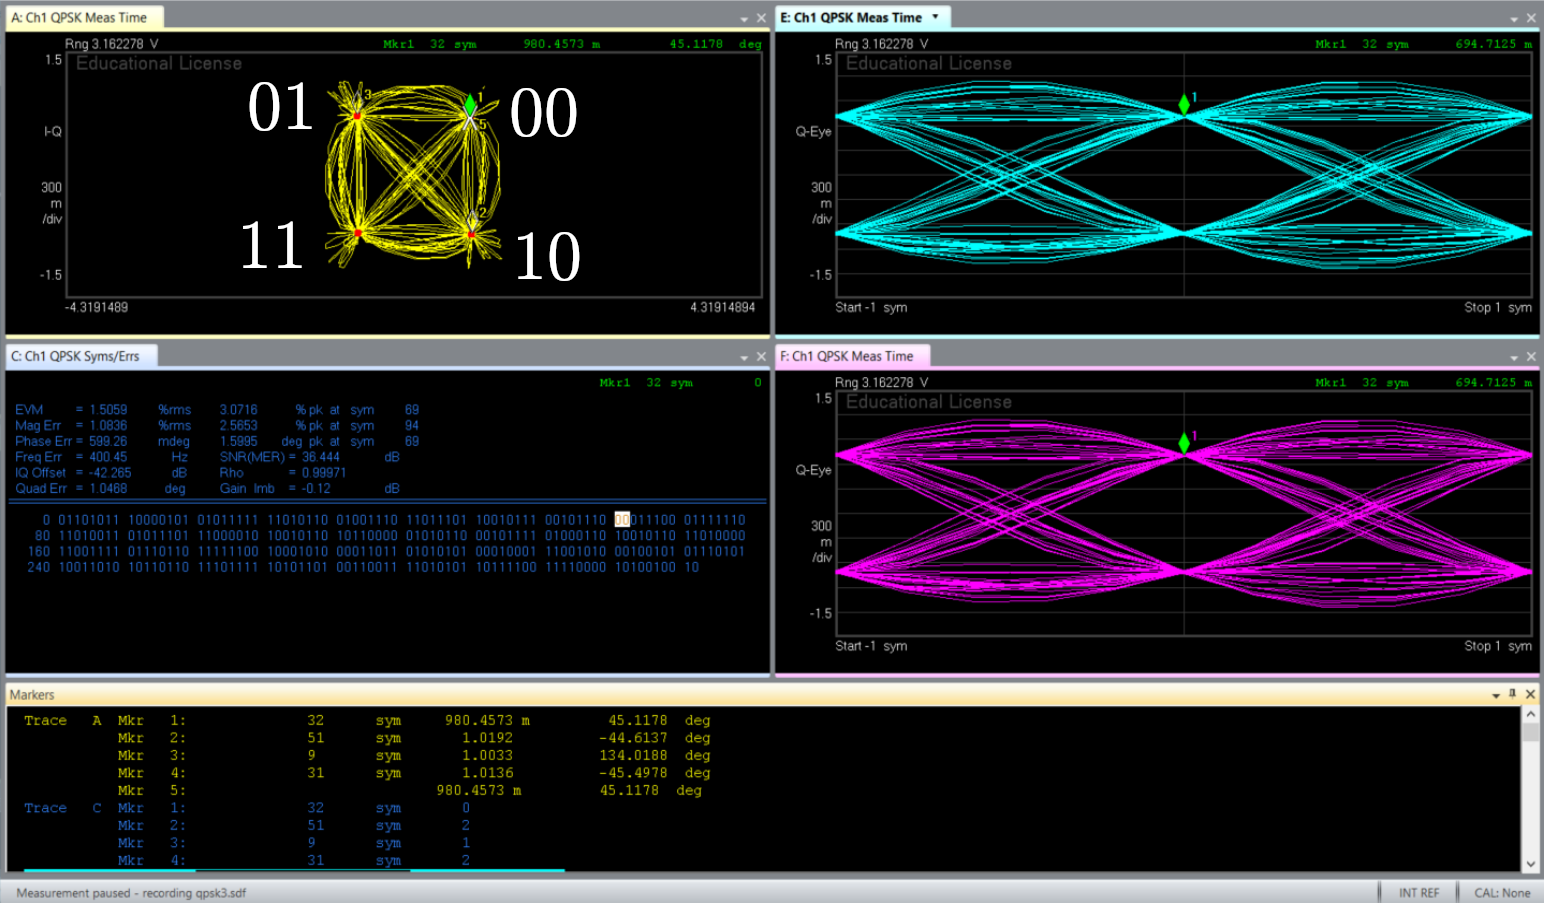 A: Ch1 QPSK Meas Time
Rng 3.162278 V
Mkr1 32 sym 980.4573 m 45.1178 deg
1.5
Educational License
01
3
1
00
5
I-Q
300
m
/div
2
11
10
-1.5
-4.3191489
4.31914894
E: Ch1 QPSK Meas Time
Rng 3.162278 V
Mkr1 32 sym 694.7125 m
1.5
Educational License
1
Q-Eye
300
m
/div
-1.5
Start -1 sym
Stop 1 sym
C: Ch1 QPSK Syms/Errs
Mkr1 32 sym 0
EVM = 1.5059 %rms 3.0716 % pk at sym 69
Mag Err = 1.0836 %rms 2.5653 % pk at sym 94
Phase Err = 599.26 mdeg 1.5995 deg pk at sym 69
Freq Err = 400.45 Hz SNR(MER) = 36.444 dB
IQ Offset = -42.265 dB Rho = 0.99971
Quad Err = 1.0468 deg Gain Imb = -0.12 dB
0 01101011 10000101 01011111 11010110 01001110 11011101 10010111 00101110 00011100 01111110
80 11010011 01011101 11000010 10010110 10110000 01010110 00101111 01000110 10010110 11010000
160 11001111 01110110 11111100 10001010 00011011 01010101 00010001 11001010 00100101 01110101
240 10011010 10110110 11101111 10101101 00110011 11010101 10111100 11110000 10100100 10
F: Ch1 QPSK Meas Time
Rng 3.162278 V
Mkr1 32 sym 694.7125 m
1.5
Educational License
1
Q-Eye
300
m
/div
-1.5
Start -1 sym
Stop 1 sym
Markers
Trace A Mkr 1: 32 sym 980.4573 m 45.1178 deg
Mkr 2: 51 sym 1.0192 -44.6137 deg
Mkr 3: 9 sym 1.0033 134.0188 deg
Mkr 4: 31 sym 1.0136 -45.4978 deg
Mkr 5: 980.4573 m 45.1178 deg
Trace C Mkr 1: 32 sym 0
Mkr 2: 51 sym 2
Mkr 3: 9 sym 1
Mkr 4: 31 sym 2
Measurement paused - recording qpsk3.sdf
INT REF
CAL: None